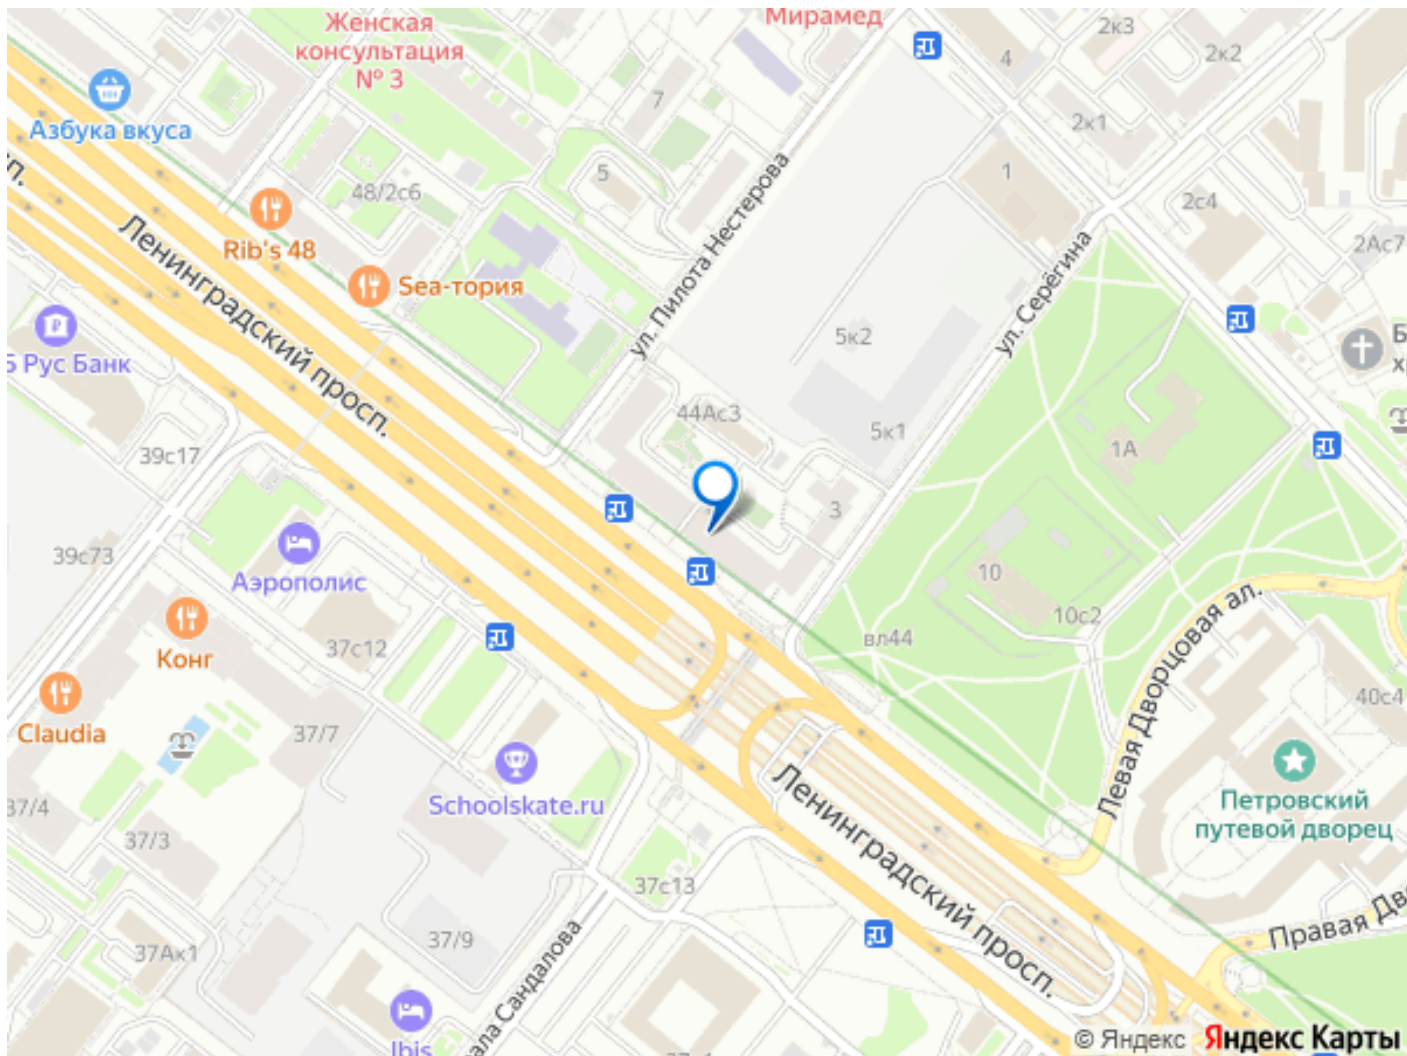 Женская
консультация
№ 3
Мирамед
2к3
4
2к2
7
2к1
Азбука вкуса
5
1
48/2с6
2с4
2Ас7
Rib's 48
Sea-тория
ул. Пилота Нестерова
ул. Серёгина
Ленинградский просп.
5к2
Рус Банк
44Ас3
5к1
1А
39с17
3
39с73
Аэрополис
10
10с2
Конг
37с12
вл44
Левая Дворцовая ал.
40с4
Claudia
37/7
Schoolskate.ru
Петровский
путевой дворец
37/4
37/3
Ленинградский просп.
37с13
37/9
37Ак1
Правая Дв
ала Сандалова
Ibis
© Яндекс Яндекс Карты